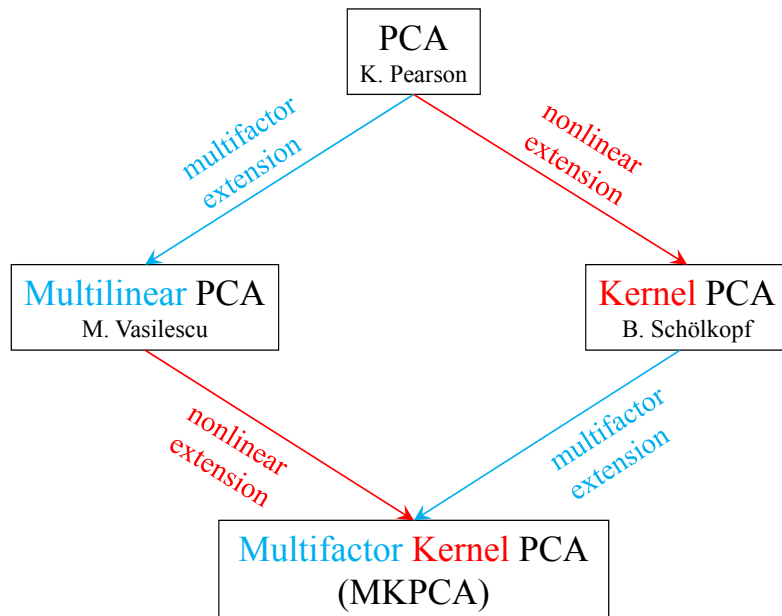 PCA
K. Pearson
multifactor
extension
nonlinear
extension
Multilinear PCA
M. Vasilescu
Kernel PCA
B. Schölkopf
nonlinear
extension
multifactor
extension
Multifactor Kernel PCA
(MKPCA)